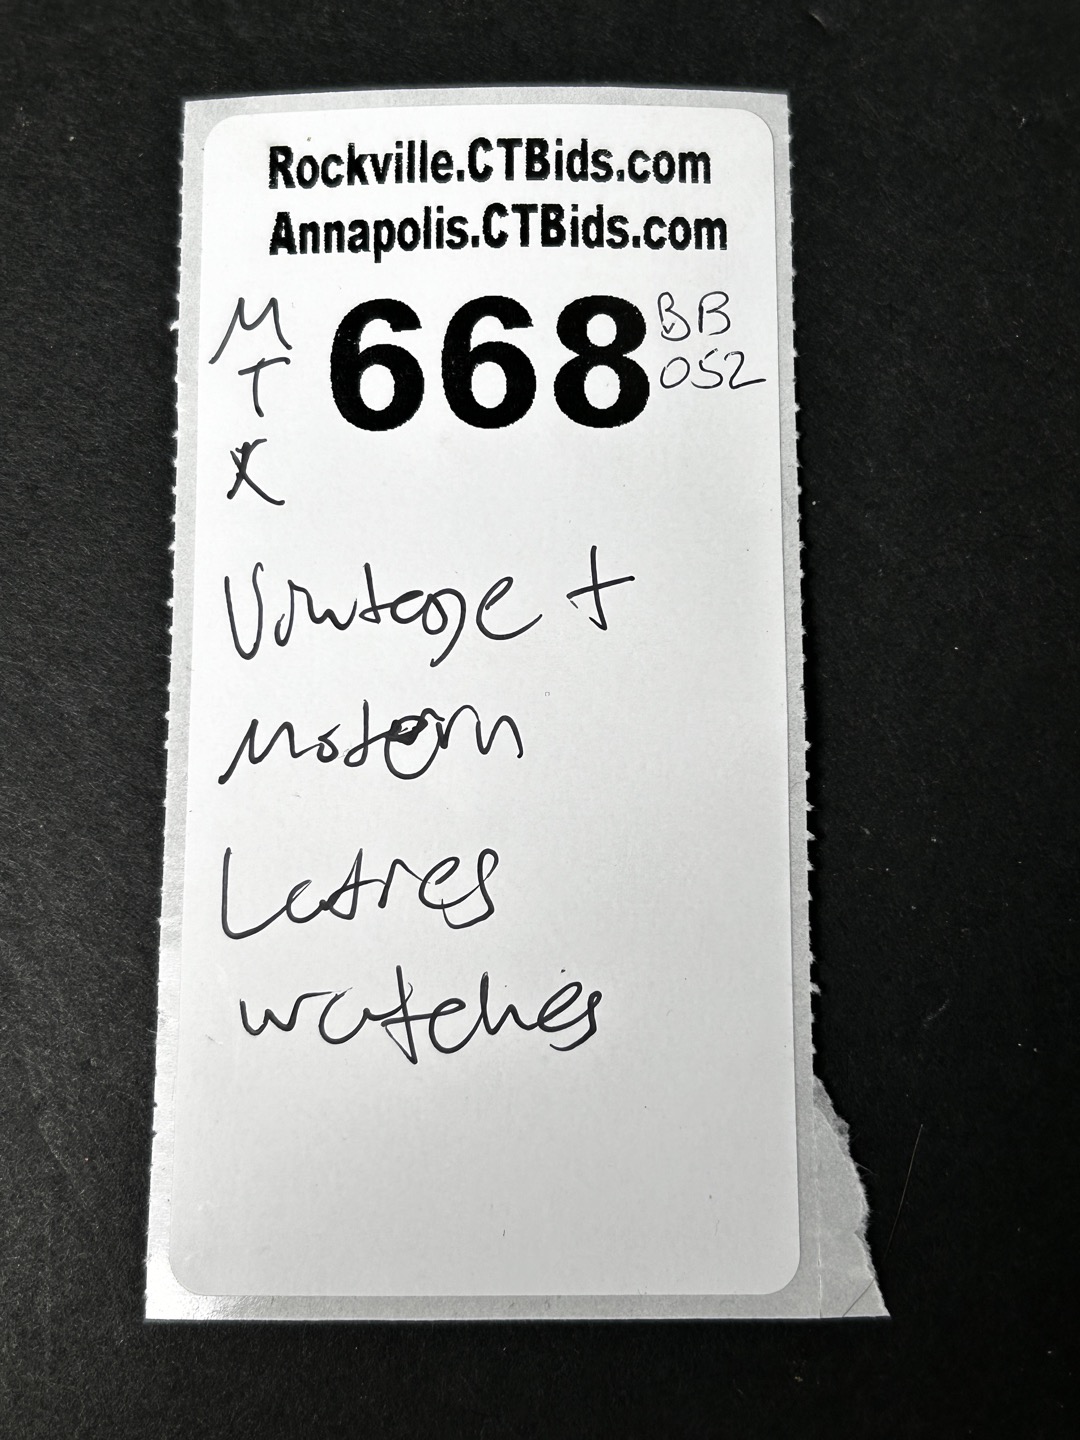 Rockville.CTBids.com
Annapolis.CTBids.com
M 668 BB
T 052
K
Vintage +
Modern
Ladies
watches